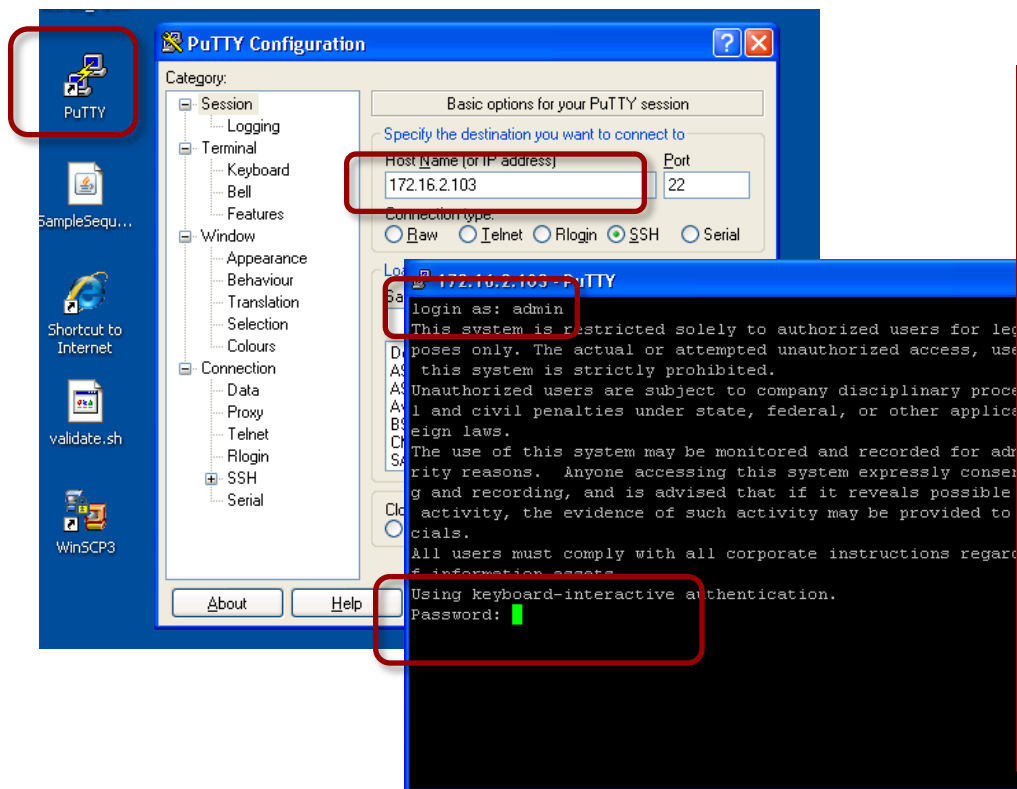 PuTTY
SampleSequ...
Shortcut to
Internet
validate.sh
WinSCP3
PuTTY Configuration
Category:
Session
Logging
Terminal
Keyboard
Bell
Features
Window
Appearance
Behaviour
Translation
Selection
Colours
Connection
Data
Proxy
Telnet
Rlogin
SSH
Serial
About
Help
Basic options for your PuTTY session
Specify the destination you want to connect to
Host Name (or IP address)
Port
172.16.2.103
22
Connection type:
Raw Telnet Rlogin SSH Serial
172.16.2.103 - PuTTY
login as: admin
This system is restricted solely to authorized users for leg
poses only. The actual or attempted unauthorized access, use
this system is strictly prohibited.
Unauthorized users are subject to company disciplinary proce
l and civil penalties under state, federal, or other applica
eign laws.
The use of this system may be monitored and recorded for adm
rity reasons. Anyone accessing this system expressly conser
g and recording, and is advised that if it reveals possible
activity, the evidence of such activity may be provided to
cials.
All users must comply with all corporate instructions regard
f information assets.
Using keyboard-interactive authentication.
Password: